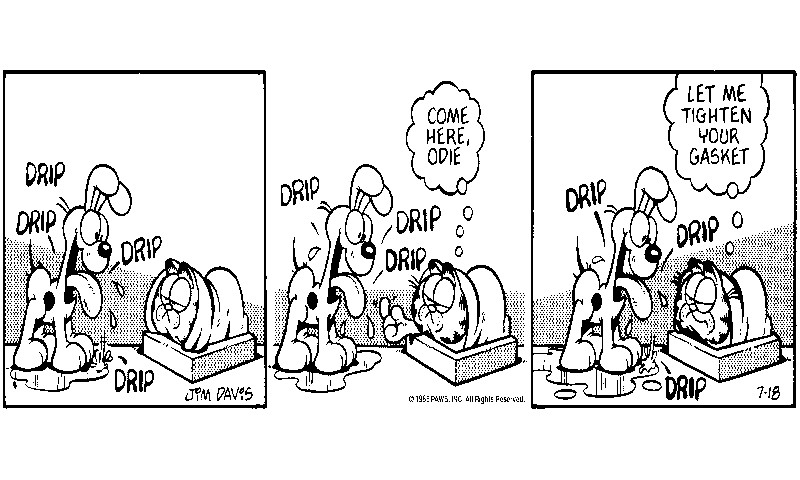 DRIP
DRIP
DRIP
DRIP
JIM DAVIS
COME
HERE,
ODIE
DRIP
DRIP
DRIP
© 1985 PAWS, INC. All Rights Reserved.
LET ME
TIGHTEN
YOUR
GASKET
DRIP
DRIP
DRIP
7-18